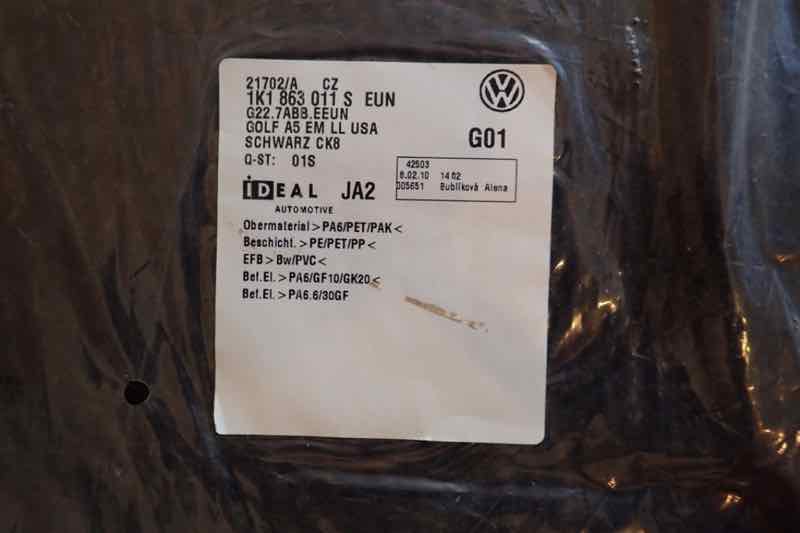 21702/A CZ
1K1 863 011 S EUN
G22.7ABB.EEUN
GOLF A5 EM LL USA
SCHWARZ CK8
Q-ST: 01S
G01
42503
8.02.10 14:02
005651 Bublíková Alena
iDEAL JA2
AUTOMOTIVE
Obermaterial >PA6/PET/PAK<
Beschicht. >PE/PET/PP<
EFB >Bw/PVC<
Bef.El. >PA6/GF10/GK20<
Bef.El. >PA6.6/30GF